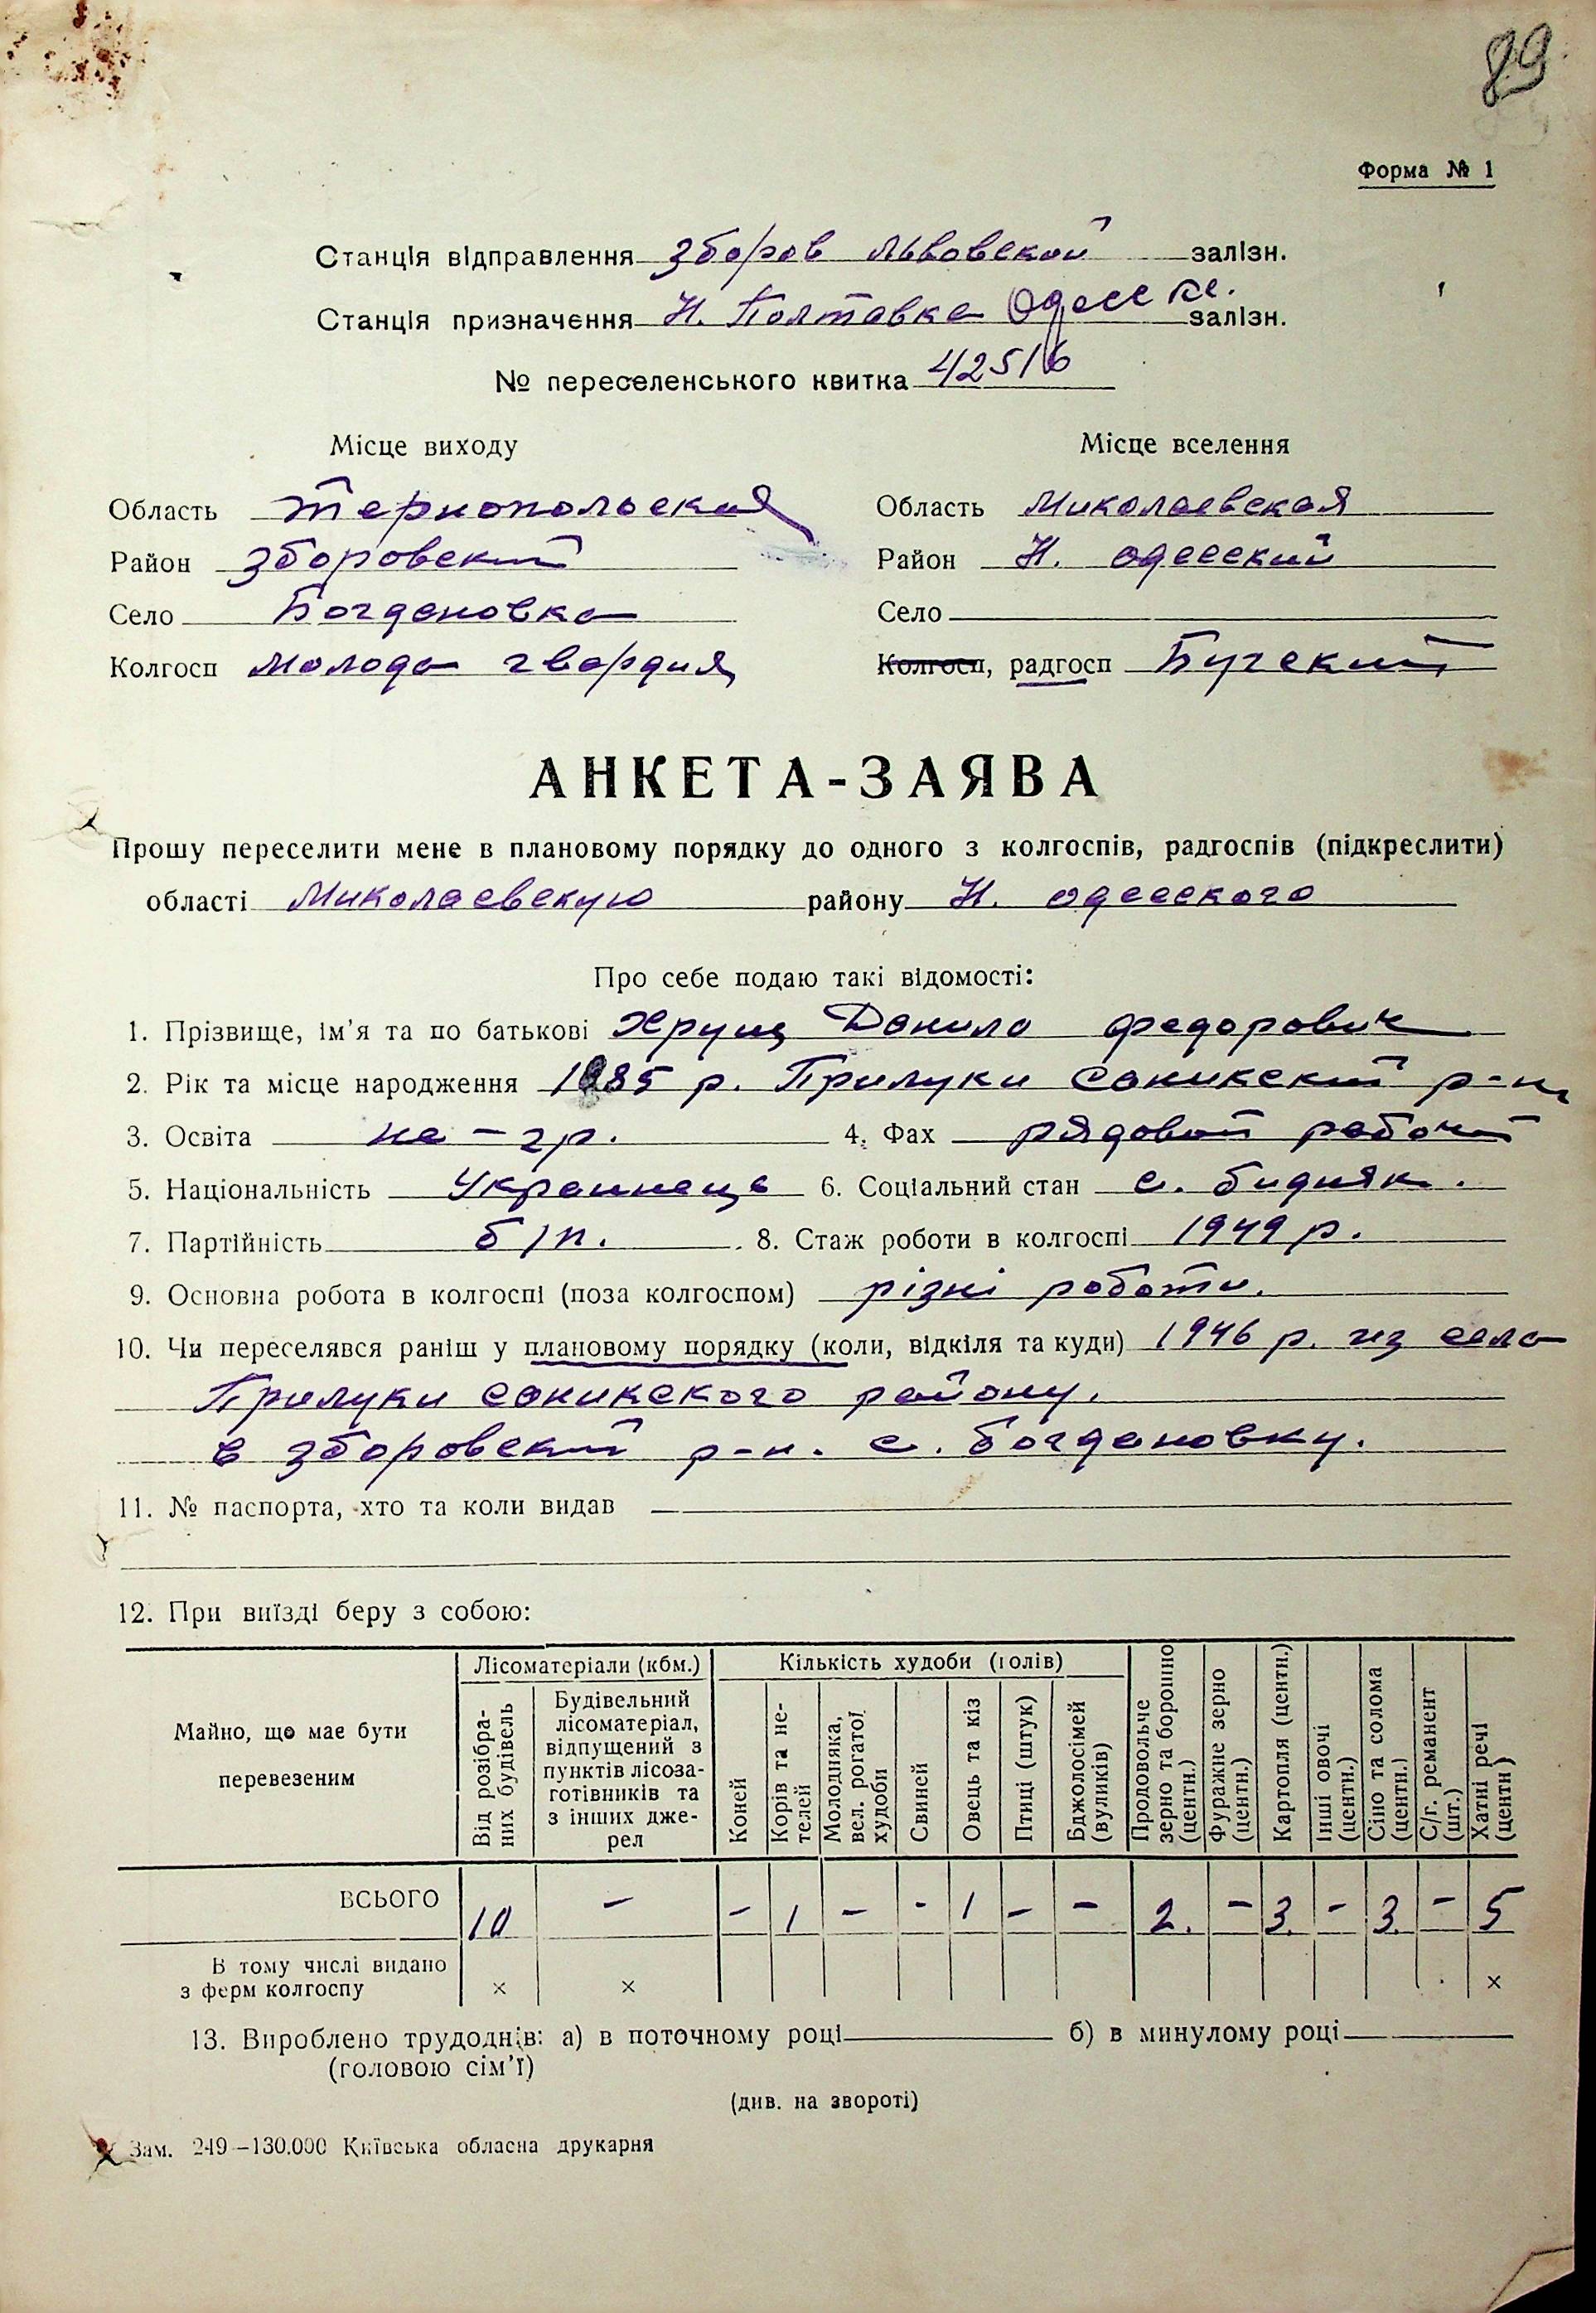 89
Форма № 1
Станція відправлення Зборов Львовской залізн.
Станція призначення Н. Полтавка Одесск. залізн.
№ переселенського квитка 42516
Місце виходу Місце вселення
Область Тернопольская Область Миколаевская
Район Зборовский Район Н. Одесский
Село Богдановка Село
Колгосп Молода гвардия Колгосп, радгосп Бугский
АНКЕТА-ЗАЯВА
Прошу переселити мене в плановому порядку до одного з колгоспів, радгоспів (підкреслити)
області Миколаевскую району Н. Одесского
Про себе подаю такі відомості:
1. Прізвище, ім'я та по батькові Хрущ Данило Федорович
2. Рік та місце народження 1885 р. Прилуки Саникский р-н
3. Освіта не-гр. 4. Фах рядовой рабочий
5. Національність Украинець 6. Соціальний стан с. бидняк.
7. Партійність б/п. 8. Стаж роботи в колгоспі 1949 р.
9. Основна робота в колгоспі (поза колгоспом) різні роботи.
10. Чи переселявся раніш у плановому порядку (коли, відкіля та куди) 1946 р. из села
Прилуки Саникского району.
в Зборовский р-н. с. Богдановку.
11. № паспорта, хто та коли видав
12. При виїзді беру з собою:
Майно, що має бути перевезеним
Лісоматеріали (кбм.) Кількість худоби (голів)
Від розібраних будівель
Будівельний лісоматеріал, відпущений з пунктів лісозаготівників та з інших джерел
Коней
Корів та нетелей
Молодняка, вел. рогатої худоби
Свиней
Овець та кіз
Птиці (штук)
Бджолосімей (вуликів)
Продовольче зерно та борошно (центн.)
Фуражне зерно (центн.)
Картопля (центн.)
Інші овочі (центн.)
Сіно та солома (центн.)
С/г. реманент (шт.)
Хатні речі (центн)
ВСЬОГО 10 – – 1 – - 1 – – 2. – 3. - 3. – 5
В тому числі видано
з ферм колгоспу × × ×
13. Вироблено трудоднів: а) в поточному році б) в минулому році
(головою сім'ї)
(див. на звороті)
Зам. 249–130.000 Київська обласна друкарня